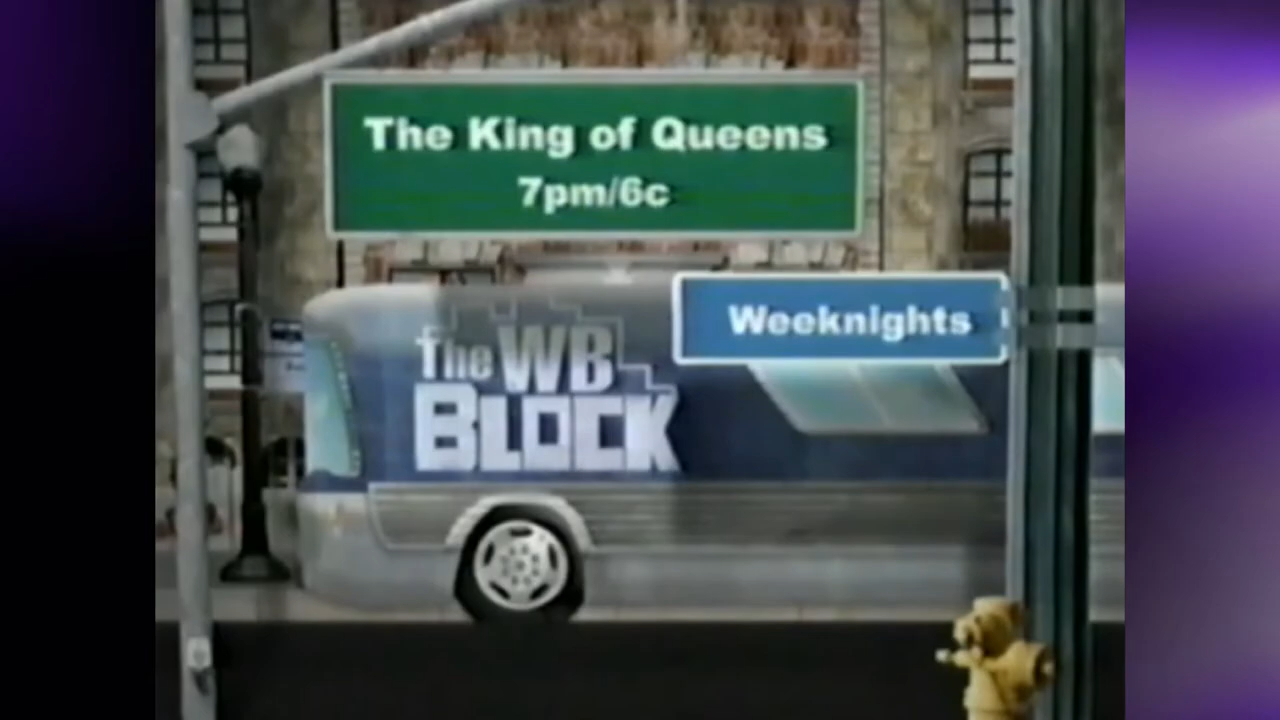 The King of Queens
7pm/6c
Weeknights
The WB
BLOCK